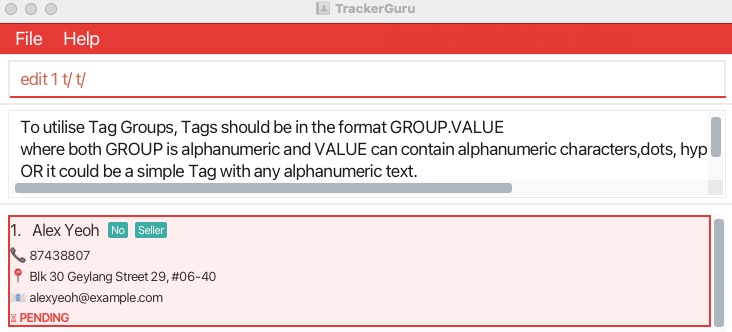 TrackerGuru
File Help
edit 1 t/ t/
To utilise Tag Groups, Tags should be in the format GROUP.VALUE
where both GROUP is alphanumeric and VALUE can contain alphanumeric characters,dots, hyp
OR it could be a simple Tag with any alphanumeric text.
1. Alex Yeoh No Seller
87438807
Blk 30 Geylang Street 29, #06-40
alexyeoh@example.com
PENDING